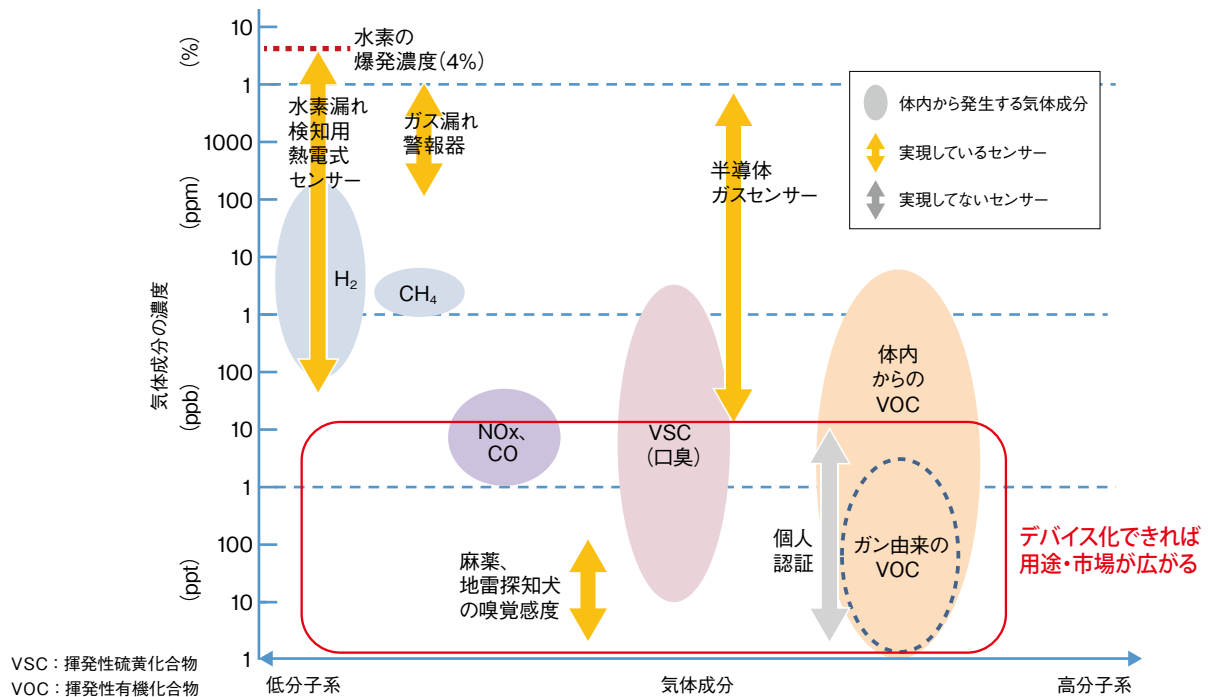 10
(%)
1
1000
100
(ppm)
10
1
100
(ppb)
10
1
100
(ppt)
10
1
気体成分の濃度
水素の
爆発濃度(4%)
水素漏れ
検知用
熱電式
センサー
ガス漏れ
警報器
半導体
ガスセンサー
体内から発生する気体成分
実現しているセンサー
実現してないセンサー
H₂
CH₄
NOx、
CO
VSC
(口臭)
体内
からの
VOC
個人
認証
ガン由来の
VOC
麻薬、
地雷探知犬
の嗅覚感度
デバイス化できれば
用途・市場が広がる
VSC：揮発性硫黄化合物
VOC：揮発性有機化合物
低分子系
気体成分
高分子系